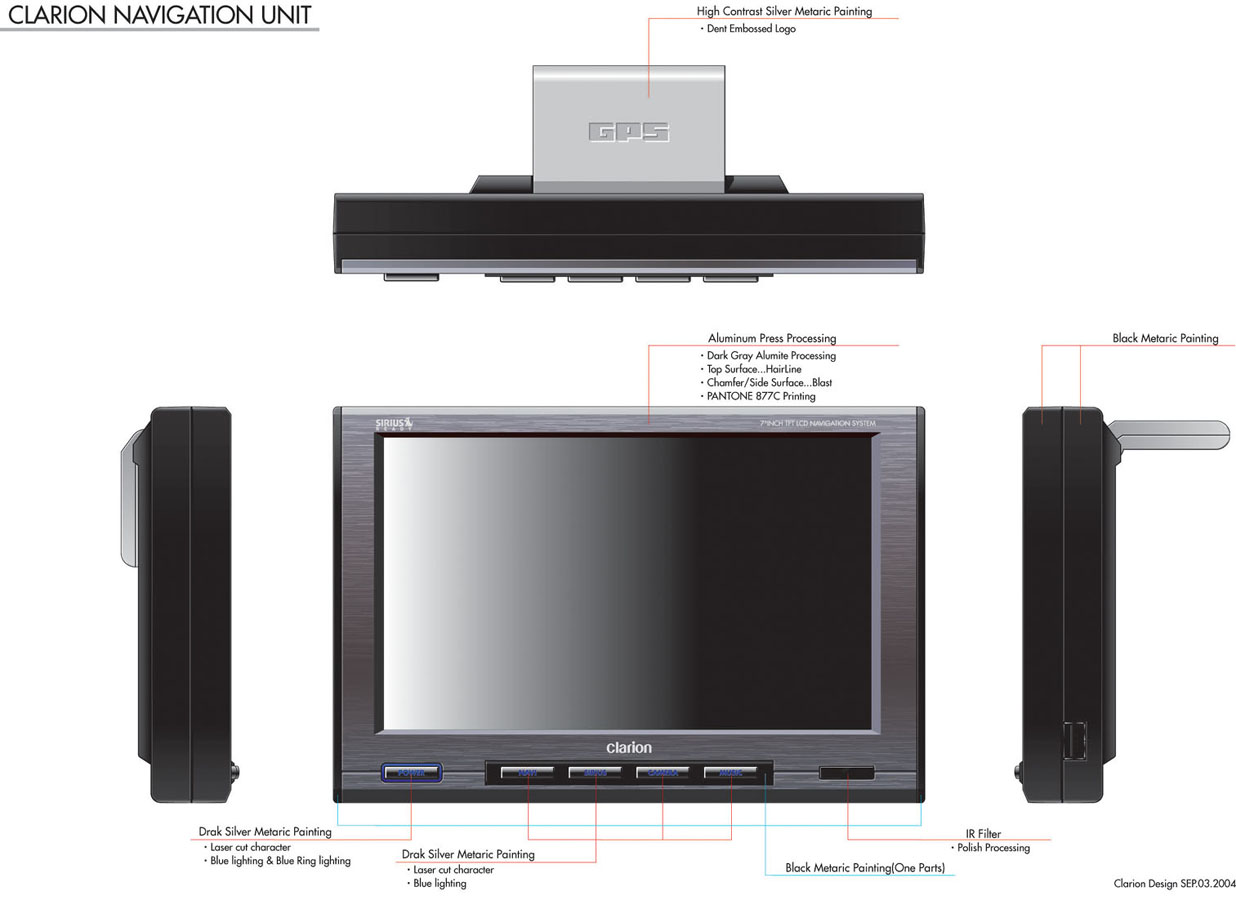 CLARION NAVIGATION UNIT
High Contrast Silver Metaric Painting
・Dent Embossed Logo
GPS
Aluminum Press Processing
・Dark Gray Alumite Processing
・Top Surface...HairLine
・Chamfer/Side Surface...Blast
・PANTONE 877C Printing
Black Metaric Painting
SIRIUS
READY
7"INCH TFT LCD NAVIGATION SYSTEM
clarion
POWER
NAVI
CAMERA
MUSIC
Drak Silver Metaric Painting
・Laser cut character
・Blue lighting & Blue Ring lighting
Drak Silver Metaric Painting
・Laser cut character
・Blue lighting
IR Filter
・Polish Processing
Black Metaric Painting(One Parts)
Clarion Design SEP.03.2004